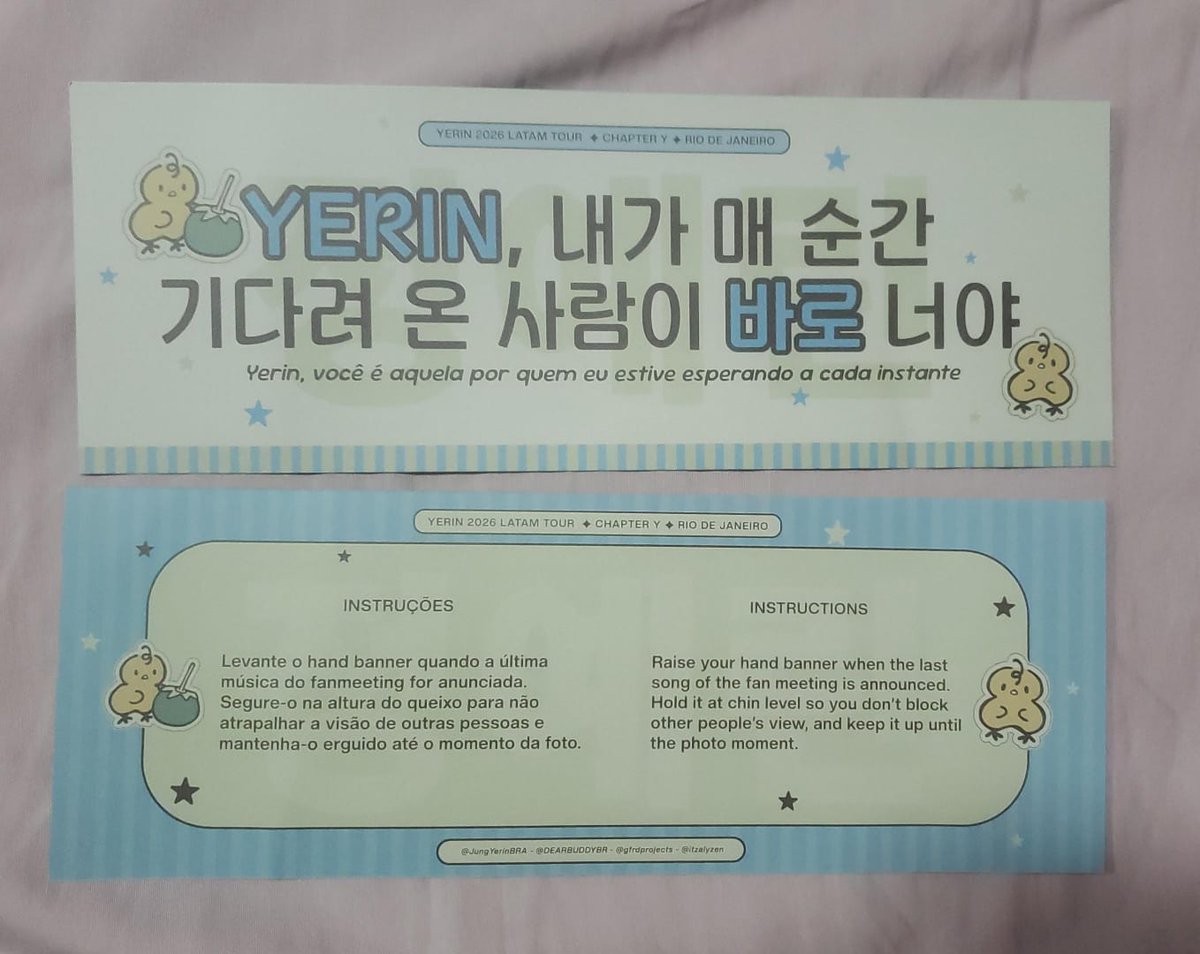 YERIN 2026 LATAM TOUR ✦ CHAPTER Y ✦ RIO DE JANEIRO
YERIN, 내가 매 순간
기다려 온 사람이 바로 너야
Yerin, você é aquela por quem eu estive esperando a cada instante
YERIN 2026 LATAM TOUR ✦ CHAPTER Y ✦ RIO DE JANEIRO
INSTRUÇÕES
Levante o hand banner quando a última
música do fanmeeting for anunciada.
Segure-o na altura do queixo para não
atrapalhar a visão de outras pessoas e
mantenha-o erguido até o momento da foto.
INSTRUCTIONS
Raise your hand banner when the last
song of the fan meeting is announced.
Hold it at chin level so you don't block
other people's view, and keep it up until
the photo moment.
@JungYerinBRA - @DEARBUDDYBR - @gfrdprojects - @itzalyzen